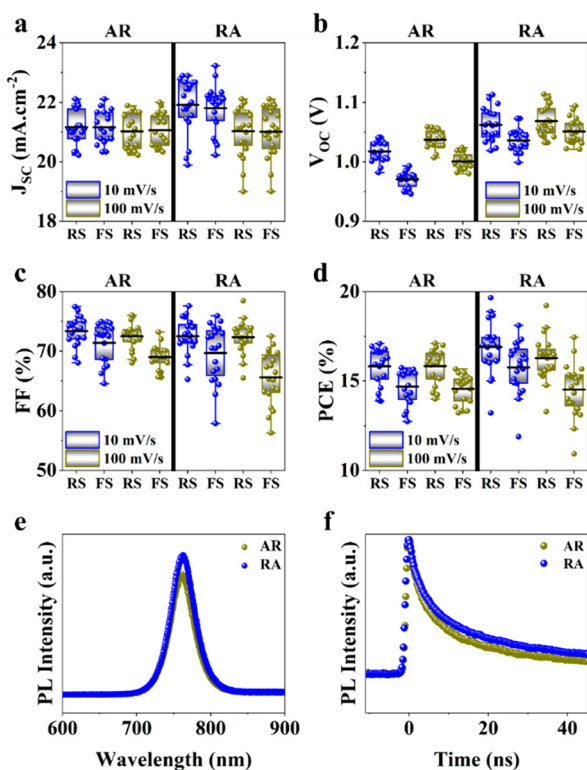 a AR RA
J_SC (mA.cm⁻²)
24
22
20
18
10 mV/s
100 mV/s
RS FS RS FS RS FS RS FS
b AR RA
V_OC (V)
1.2
1.1
1.0
0.9
10 mV/s
100 mV/s
RS FS RS FS RS FS RS FS
c AR RA
FF (%)
80
70
60
50
10 mV/s
100 mV/s
RS FS RS FS RS FS RS FS
d AR RA
PCE (%)
20
15
10
10 mV/s
100 mV/s
RS FS RS FS RS FS RS FS
e
AR
RA
PL Intensity (a.u.)
600 700 800 900
Wavelength (nm)
f
AR
RA
PL Intensity (a.u.)
0 20 40
Time (ns)